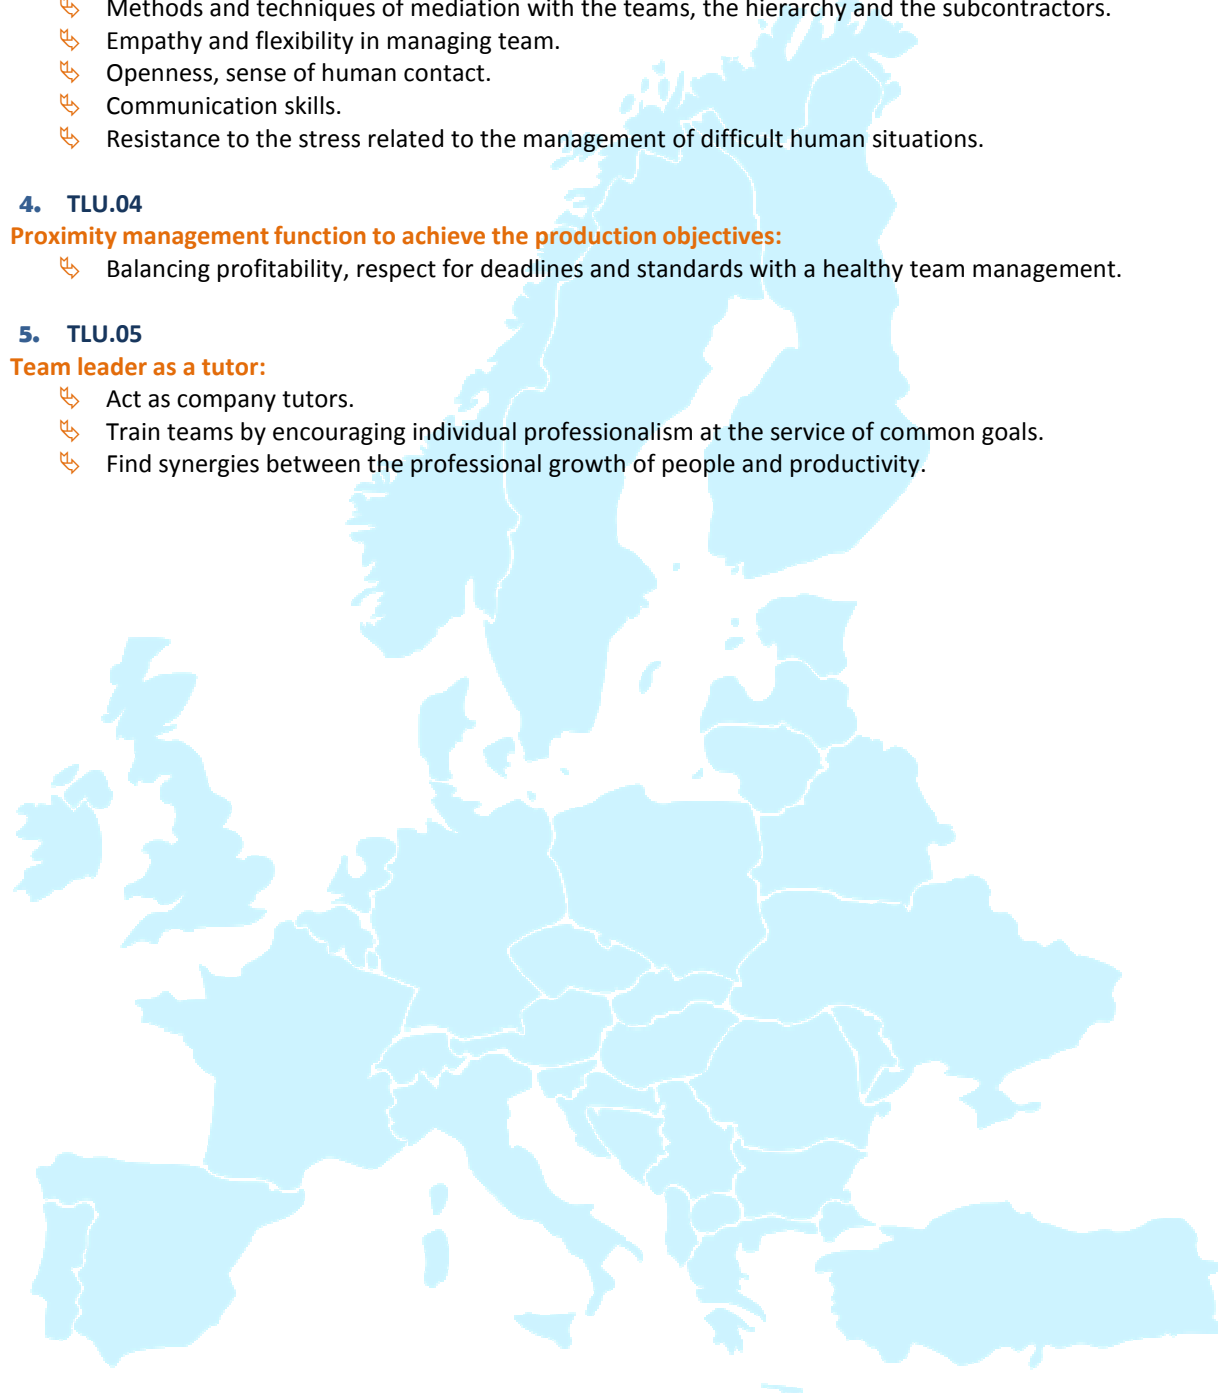 Methods and techniques of mediation with the teams, the hierarchy and the subcontractors.
Empathy and flexibility in managing team.
Openness, sense of human contact.
Communication skills.
Resistance to the stress related to the management of difficult human situations.
4. TLU.04
Proximity management function to achieve the production objectives:
Balancing profitability, respect for deadlines and standards with a healthy team management.
5. TLU.05
Team leader as a tutor:
Act as company tutors.
Train teams by encouraging individual professionalism at the service of common goals.
Find synergies between the professional growth of people and productivity.